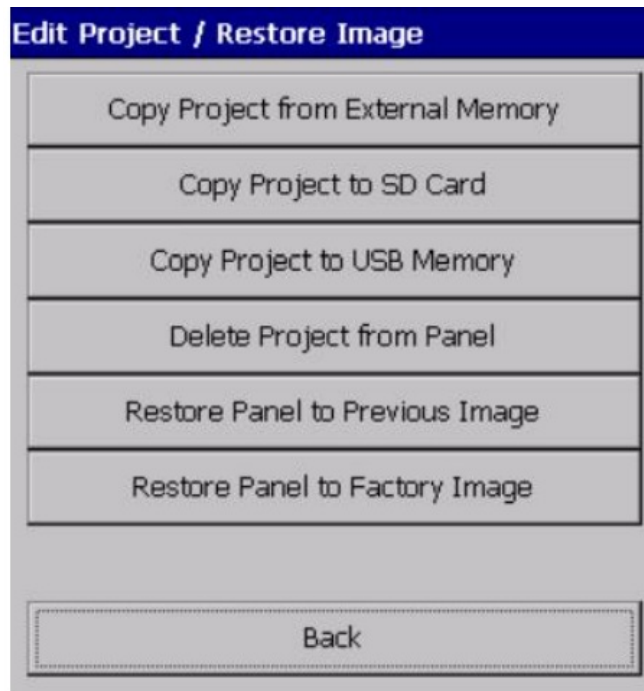 Edit Project / Restore Image
Copy Project from External Memory
Copy Project to SD Card
Copy Project to USB Memory
Delete Project from Panel
Restore Panel to Previous Image
Restore Panel to Factory Image
Back